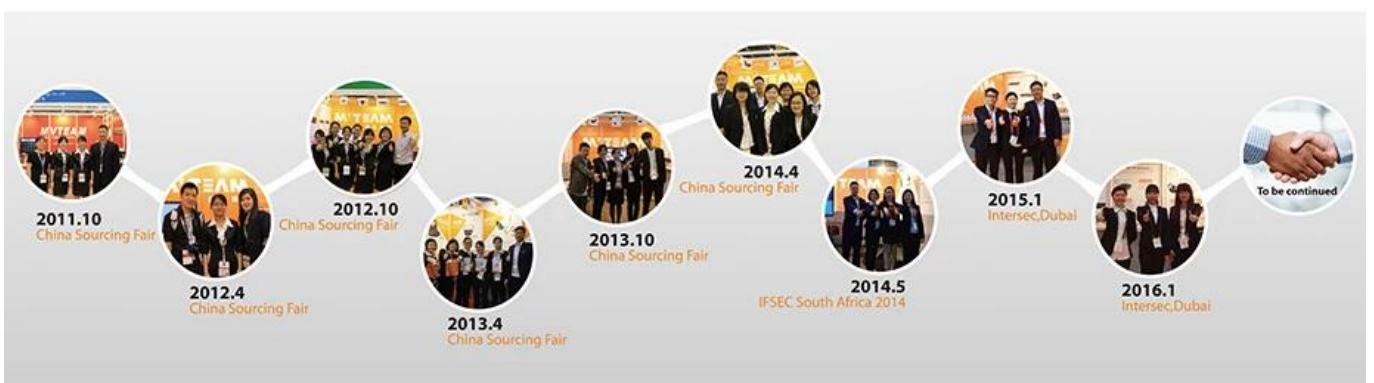 MVTEAM
2011.10
China Sourcing Fair
2012.4
China Sourcing Fair
2012.10
China Sourcing Fair
2013.4
China Sourcing Fair
2013.10
China Sourcing Fair
2014.4
China Sourcing Fair
2014.5
IFSEC South Africa 2014
2015.1
Intersec,Dubai
2016.1
Intersec,Dubai
To be continued